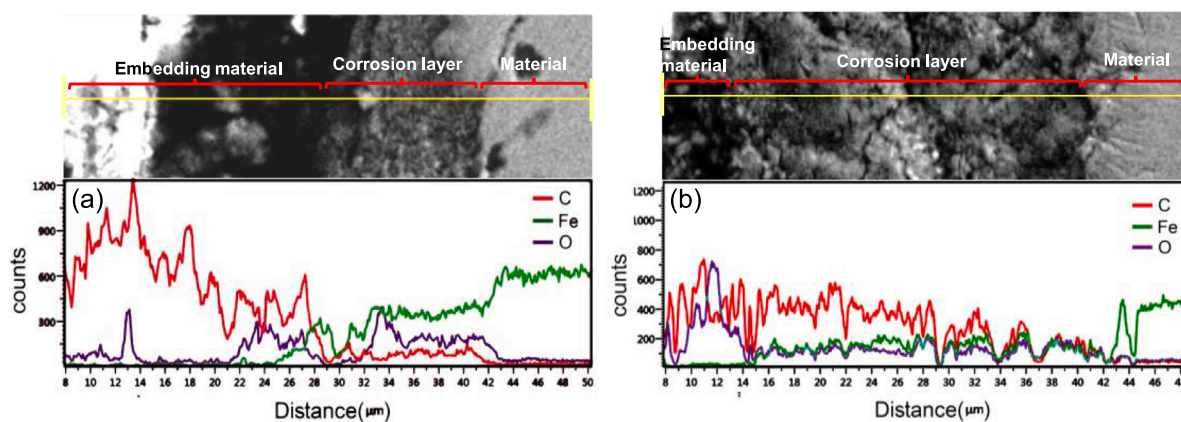 Embedding material Corrosion layer Material
(a)
C
Fe
O
1200
900
600
300
counts
8 10 12 14 16 18 20 22 24 26 28 30 32 34 36 38 40 42 44 46 48 50
Distance(μm)
Embedding
material
Corrosion layer Material
(b)
C
Fe
O
1200
1000
800
600
400
200
counts
8 10 12 14 16 18 20 22 24 26 28 30 32 34 36 38 40 42 44 46 48
Distance(μm)